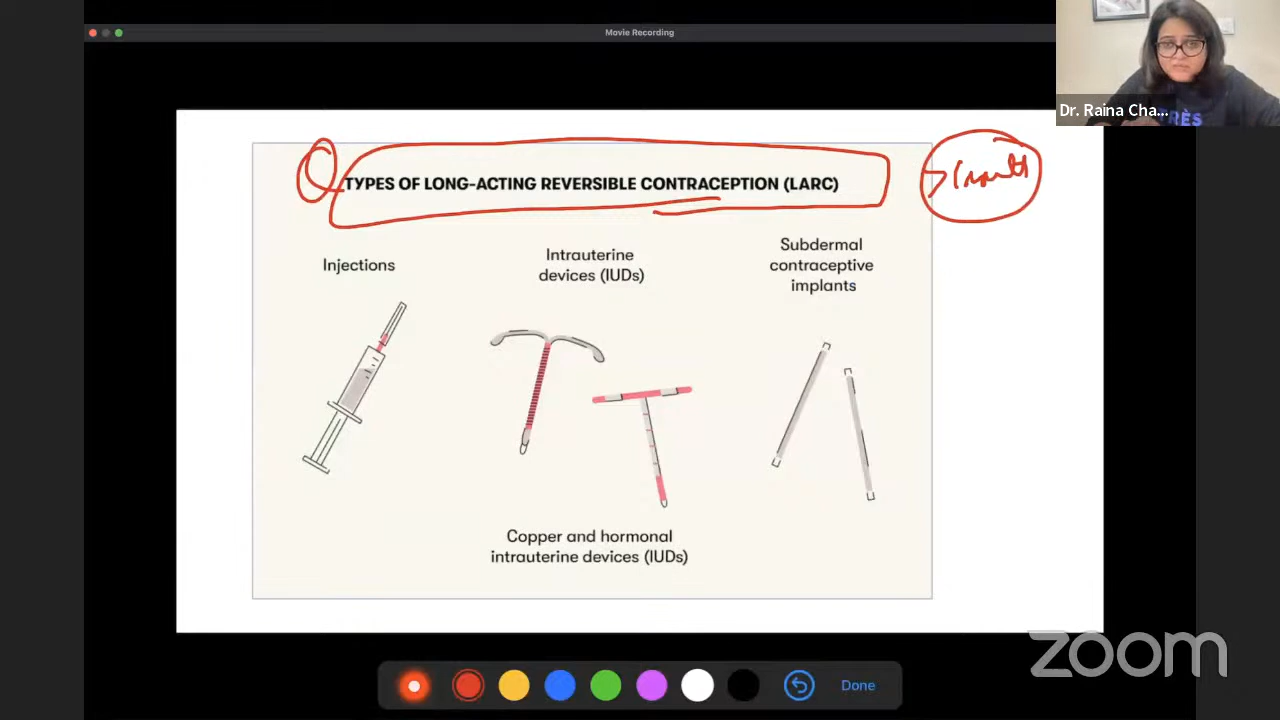 Movie Recording
Dr. Raina Cha...
TRÈS
TYPES OF LONG-ACTING REVERSIBLE CONTRACEPTION (LARC)
Injections
Intrauterine
devices (IUDs)
Subdermal
contraceptive
implants
Copper and hormonal
intrauterine devices (IUDs)
zoom
Done